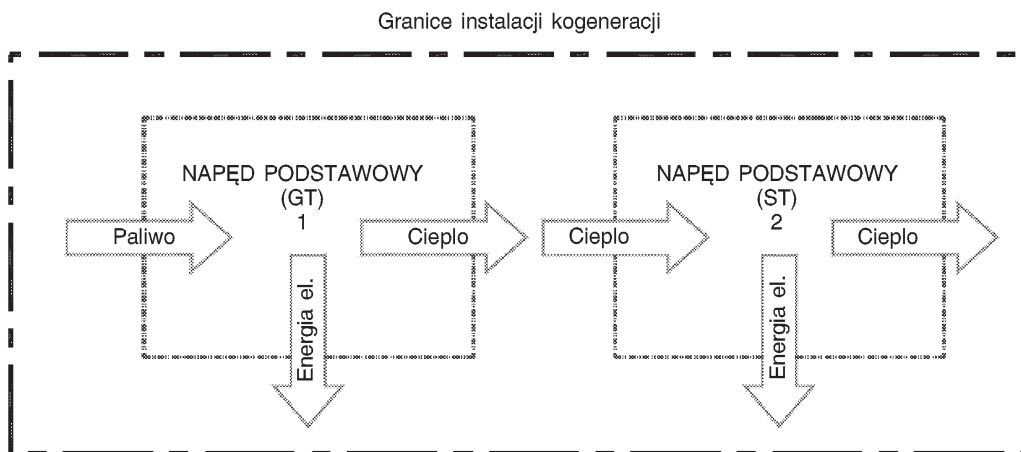 Granice instalacji kogeneracji
NAPĘD PODSTAWOWY
(GT)
1
Paliwo
Cieplo
Energia el.
NAPĘD PODSTAWOWY
(ST)
2
Cieplo
Cieplo
Energia el.